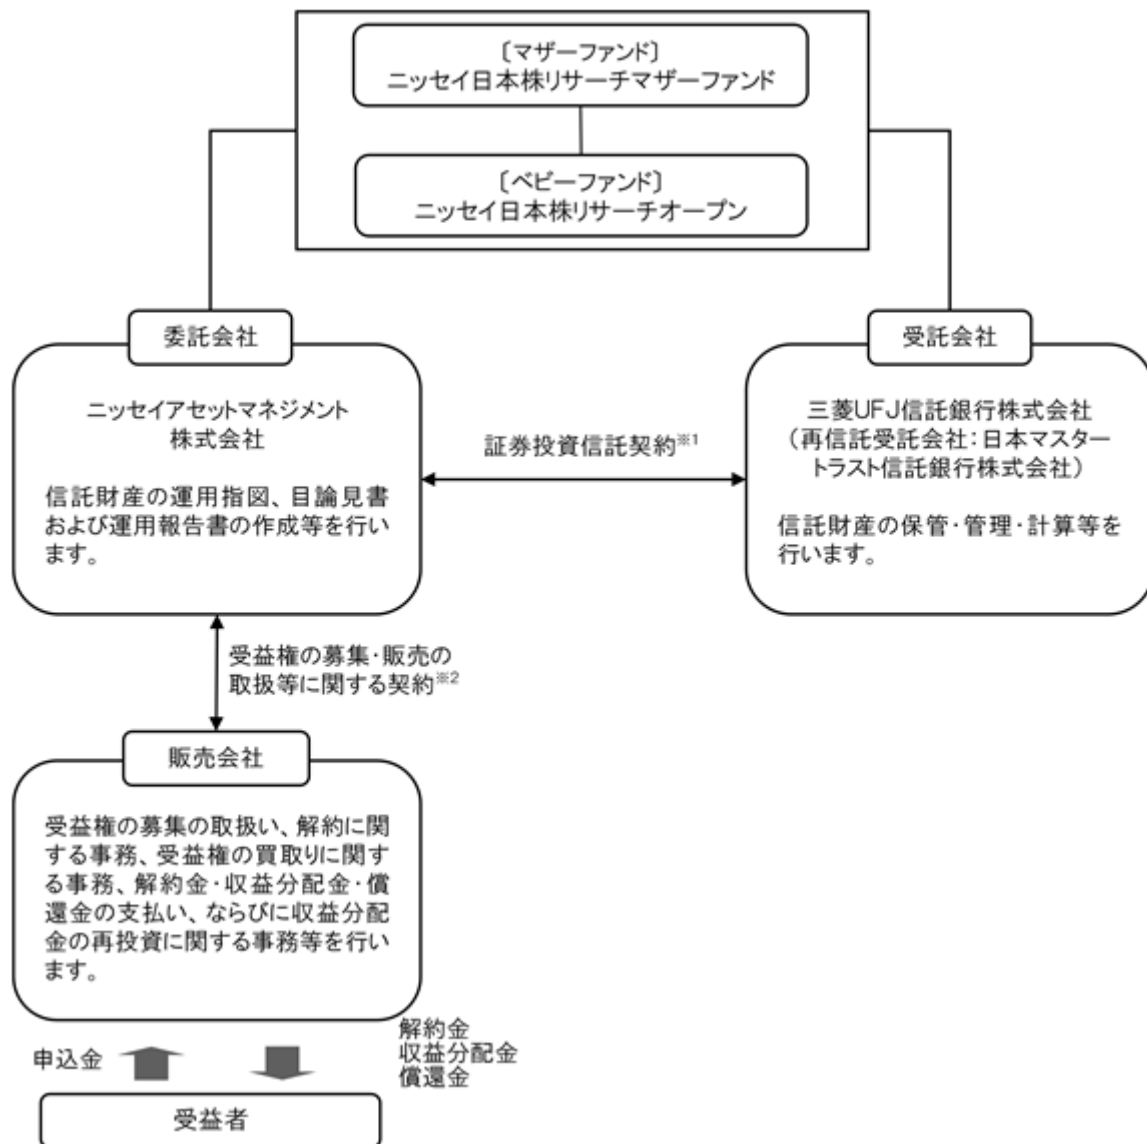 〔マザーファンド〕
ニッセイ日本株リサーチマザーファンド
〔ベビーファンド〕
ニッセイ日本株リサーチオープン
委託会社
ニッセイアセットマネジメント
株式会社
信託財産の運用指図、目論見書
および運用報告書の作成等を行い
ます。
証券投資信託契約※1
受託会社
三菱UFJ信託銀行株式会社
(再信託受託会社:日本マスター
トラスト信託銀行株式会社)
信託財産の保管・管理・計算等を
行います。
受益権の募集・販売の
取扱等に関する契約※2
販売会社
受益権の募集の取扱い、解約に関
する事務、受益権の買取りに関す
る事務、解約金・収益分配金・償
還金の支払い、ならびに収益分配
金の再投資に関する事務等を行い
ます。
申込金
解約金
収益分配金
償還金
受益者